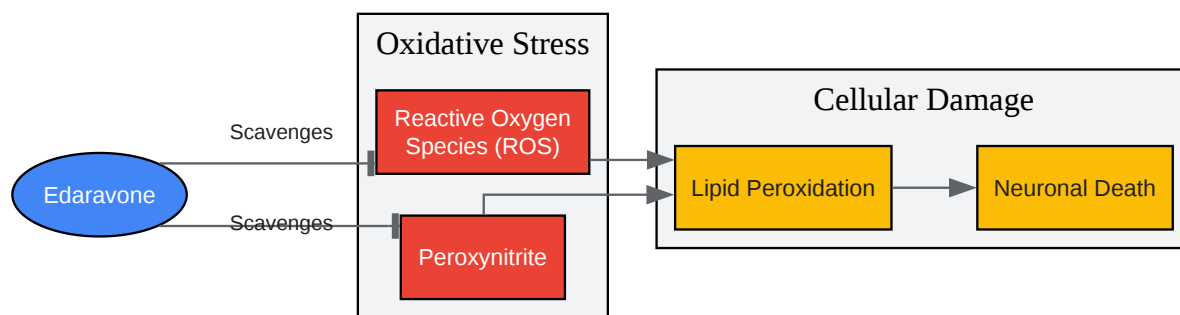 Oxidative Stress
Cellular Damage
Scavenges
Reactive Oxygen
Species (ROS)
Edaravone
Lipid Peroxidation
Neuronal Death
Scavenges
Peroxynitrite